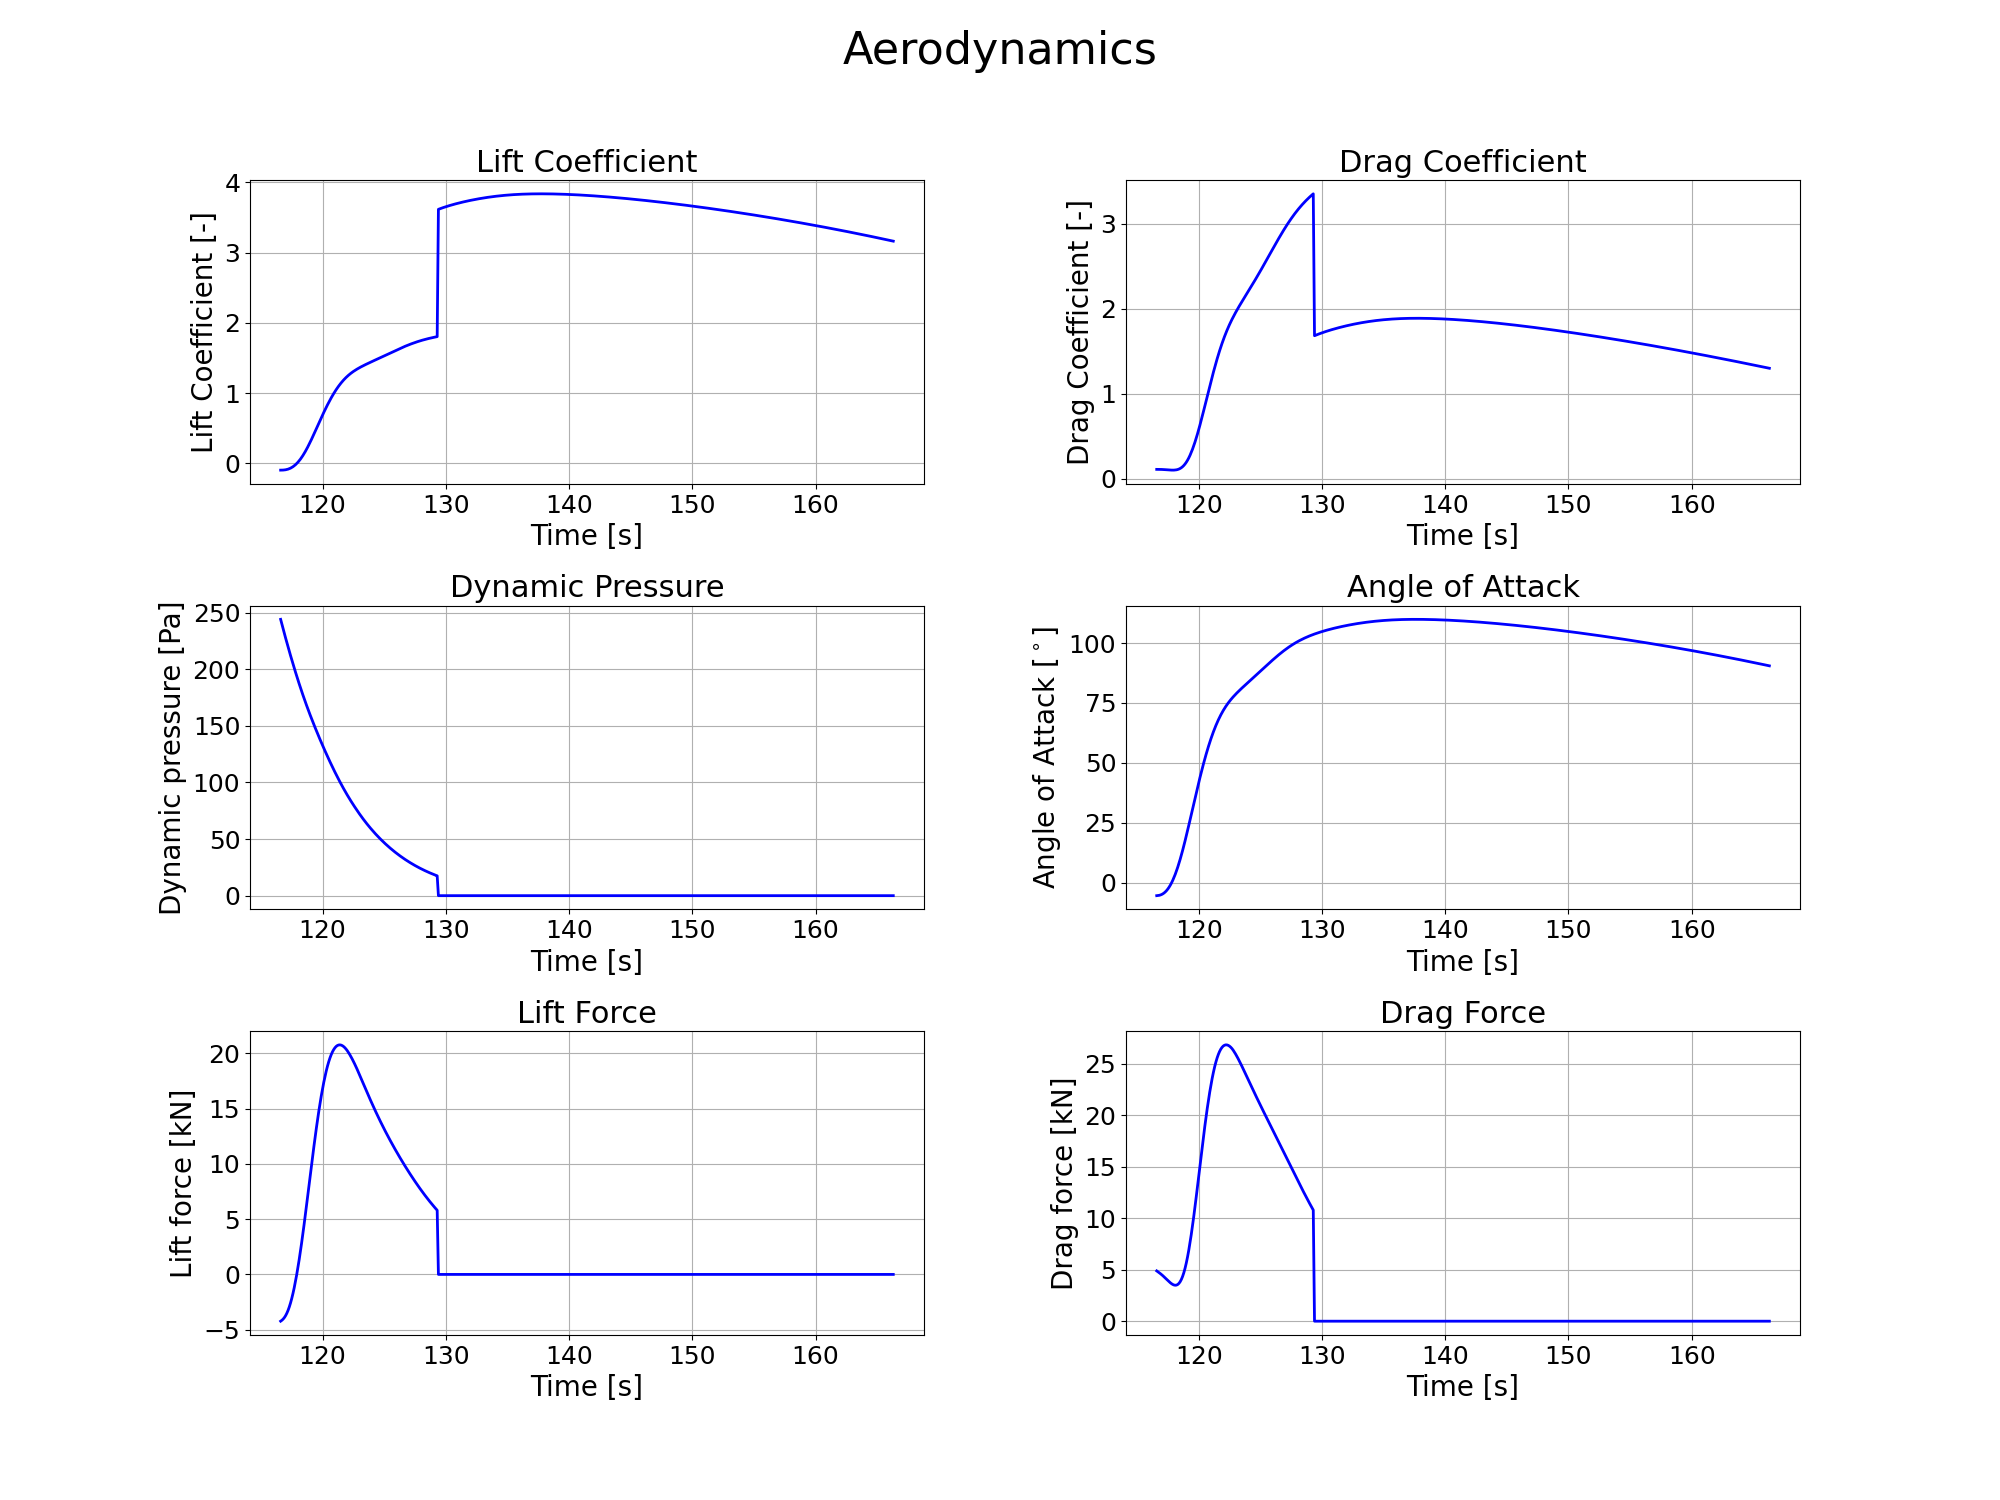 Aerodynamics
Lift Coefficient
Lift Coefficient [-]
4
3
2
1
0
120 130 140 150 160
Time [s]
Drag Coefficient
Drag Coefficient [-]
3
2
1
0
120 130 140 150 160
Time [s]
Dynamic Pressure
Dynamic pressure [Pa]
250
200
150
100
50
0
120 130 140 150 160
Time [s]
Angle of Attack
Angle of Attack [°]
100
75
50
25
0
120 130 140 150 160
Time [s]
Lift Force
Lift force [kN]
20
15
10
5
0
−5
120 130 140 150 160
Time [s]
Drag Force
Drag force [kN]
25
20
15
10
5
0
120 130 140 150 160
Time [s]